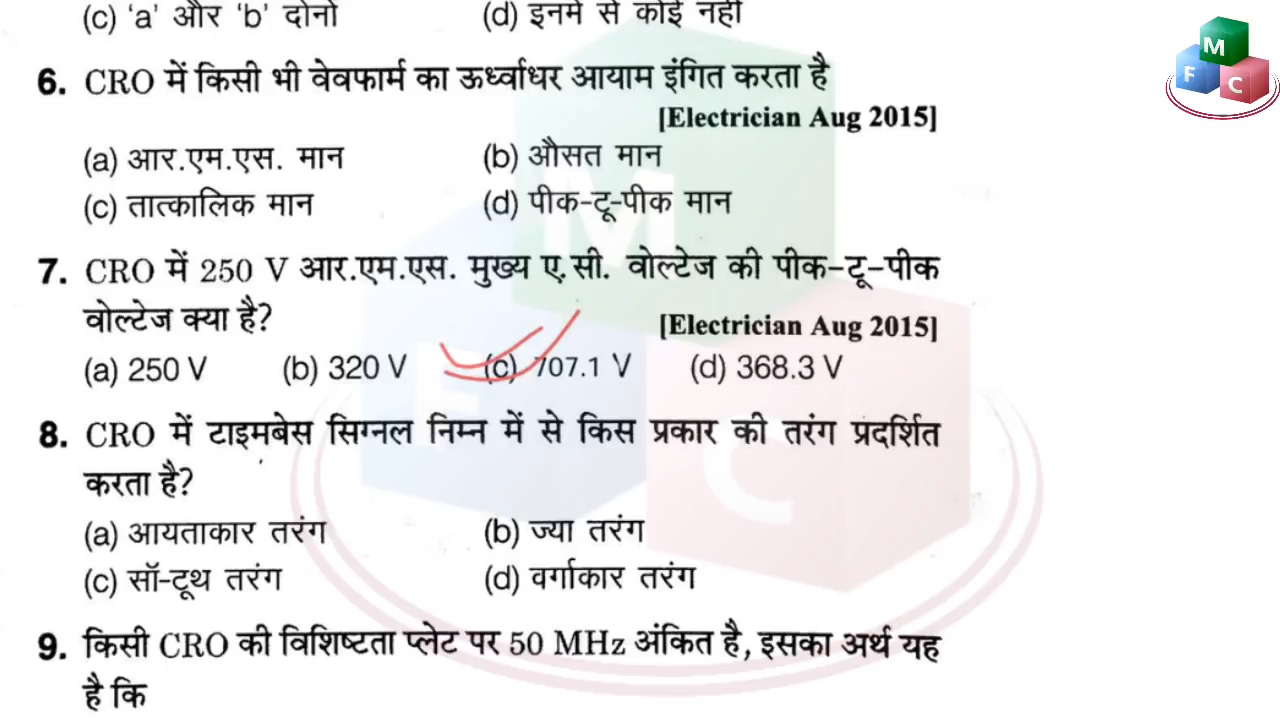 (c) 'a' और 'b' दोनों (d) इनमें से कोई नहीं
M
F
C
6. CRO में किसी भी वेवफार्म का ऊर्ध्वाधर आयाम इंगित करता है
[Electrician Aug 2015]
(a) आर.एम.एस. मान (b) औसत मान
(c) तात्कालिक मान (d) पीक-टू-पीक मान
7. CRO में 250 V आर.एम.एस. मुख्य ए.सी. वोल्टेज की पीक-टू-पीक
वोल्टेज क्या है? [Electrician Aug 2015]
(a) 250 V (b) 320 V (c) 707.1 V (d) 368.3 V
8. CRO में टाइमबेस सिग्नल निम्न में से किस प्रकार की तरंग प्रदर्शित
करता है?
(a) आयताकार तरंग (b) ज्या तरंग
(c) सॉ-टूथ तरंग (d) वर्गाकार तरंग
9. किसी CRO की विशिष्टता प्लेट पर 50 MHz अंकित है, इसका अर्थ यह
है कि